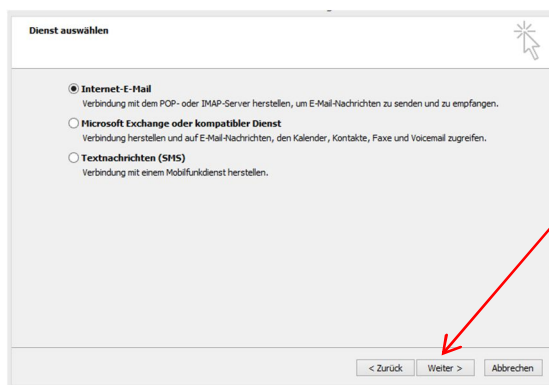 Dienst auswählen
Internet-E-Mail
Verbindung mit dem POP- oder IMAP-Server herstellen, um E-Mail-Nachrichten zu senden und zu empfangen.
Microsoft Exchange oder kompatibler Dienst
Verbindung herstellen und auf E-Mail-Nachrichten, den Kalender, Kontakte, Faxe und Voicemail zugreifen.
Textnachrichten (SMS)
Verbindung mit einem Mobilfunkdienst herstellen.
< Zurück Weiter > Abbrechen